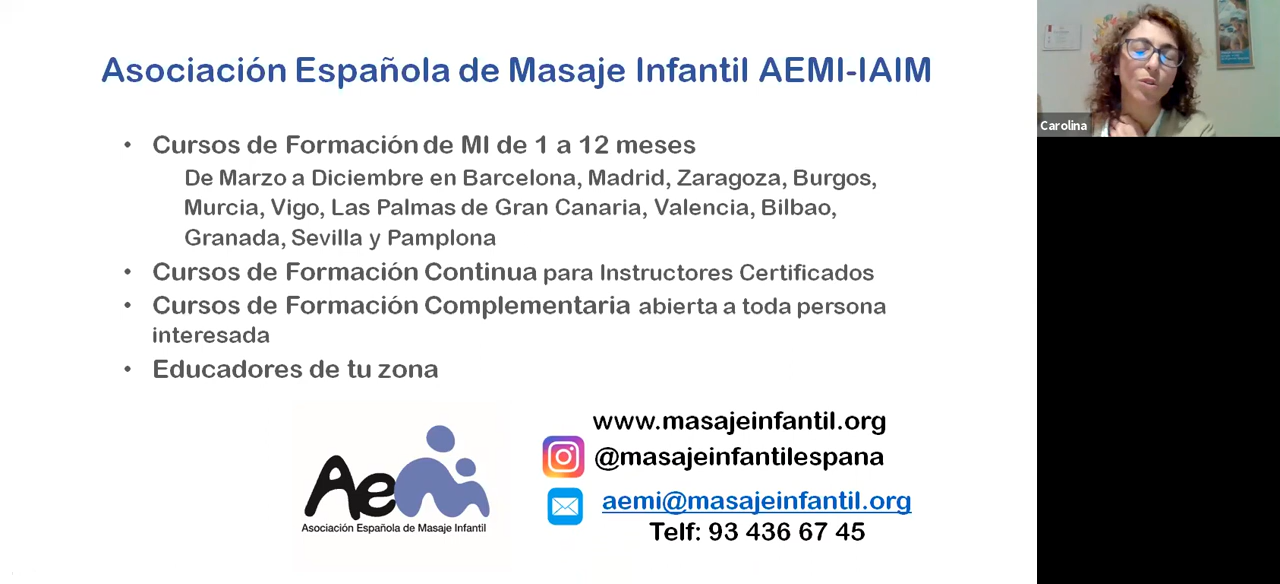 Asociación Española de Masaje Infantil AEMI-IAIM
• Cursos de Formación de MI de 1 a 12 meses
De Marzo a Diciembre en Barcelona, Madrid, Zaragoza, Burgos,
Murcia, Vigo, Las Palmas de Gran Canaria, Valencia, Bilbao,
Granada, Sevilla y Pamplona
• Cursos de Formación Continua para Instructores Certificados
• Cursos de Formación Complementaria abierta a toda persona
interesada
• Educadores de tu zona
Aemi
Asociación Española de Masaje Infantil
www.masajeinfantil.org
@masajeinfantilespana
aemi@masajeinfantil.org
Telf: 93 436 67 45
Carolina